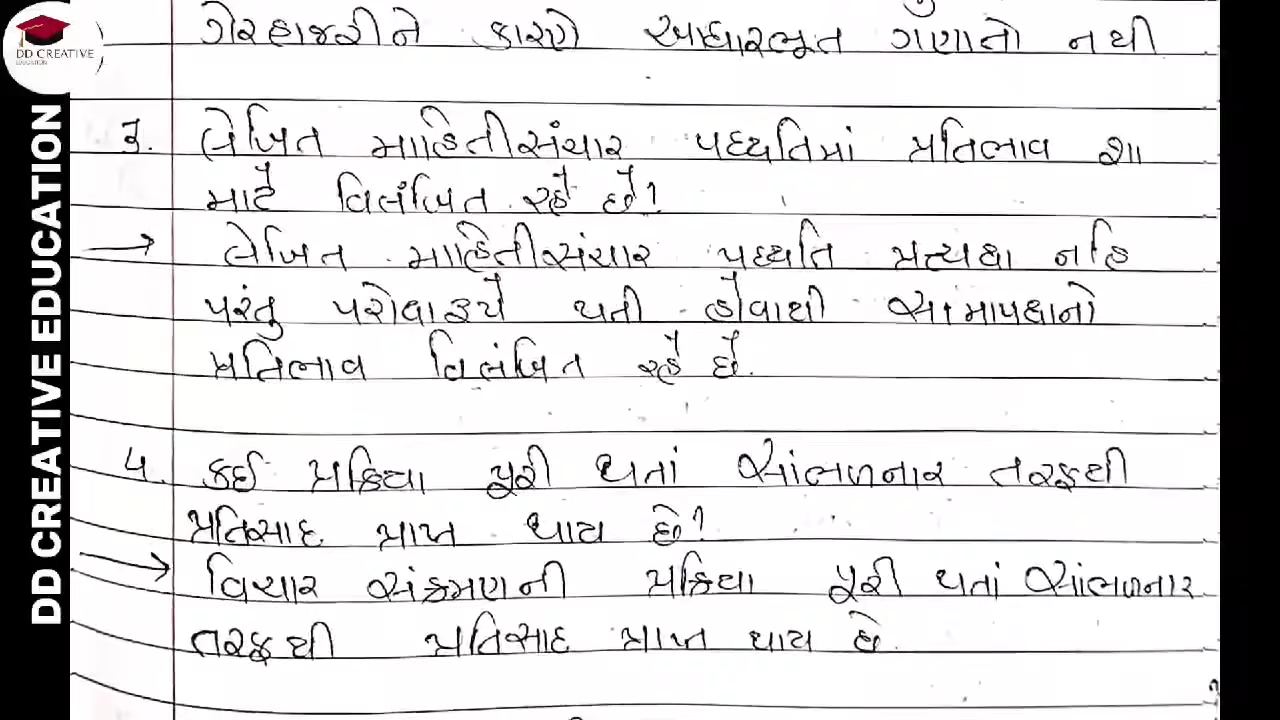 DD CREATIVE
EDUCATION
DD CREATIVE EDUCATION
ગેરહાજરીને કારણે આધારભૂત ગણાતો નથી
3. લેખિત માહિતીસંચાર પધ્ધતિમાં પ્રતિભાવ શા
માટે વિલંબિત રહે છે?
→ લેખિત માહિતીસંચાર પધ્ધતિ પ્રત્યક્ષ નહિ
પરંતુ પરોક્ષરૂપે થતી હોવાથી સામાપક્ષનો
પ્રતિભાવ વિલંબિત રહે છે.
4. કઈ પ્રક્રિયા પૂરી થતાં સાંભળનાર તરફથી
પ્રતિસાદ પ્રાપ્ત થાય છે?
→ વિચાર સંક્રમણની પ્રક્રિયા પૂરી થતાં સાંભળનાર
તરફથી પ્રતિસાદ પ્રાપ્ત થાય છે.